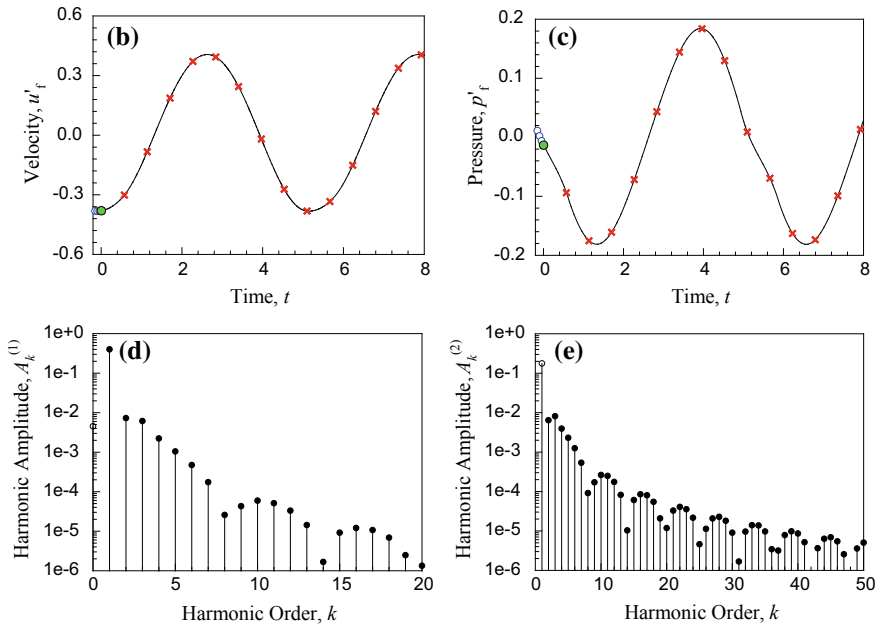 (b)
0.6
0.3
0.0
-0.3
-0.6
Velocity, u'f
0 2 4 6 8
Time, t
(c)
0.2
0.1
0.0
-0.1
-0.2
Pressure, p'f
0 2 4 6 8
Time, t
(d)
1e+0
1e-1
1e-2
1e-3
1e-4
1e-5
1e-6
Harmonic Amplitude, Ak(1)
0 5 10 15 20
Harmonic Order, k
(e)
1e+0
1e-1
1e-2
1e-3
1e-4
1e-5
1e-6
Harmonic Amplitude, Ak(2)
0 10 20 30 40 50
Harmonic Order, k